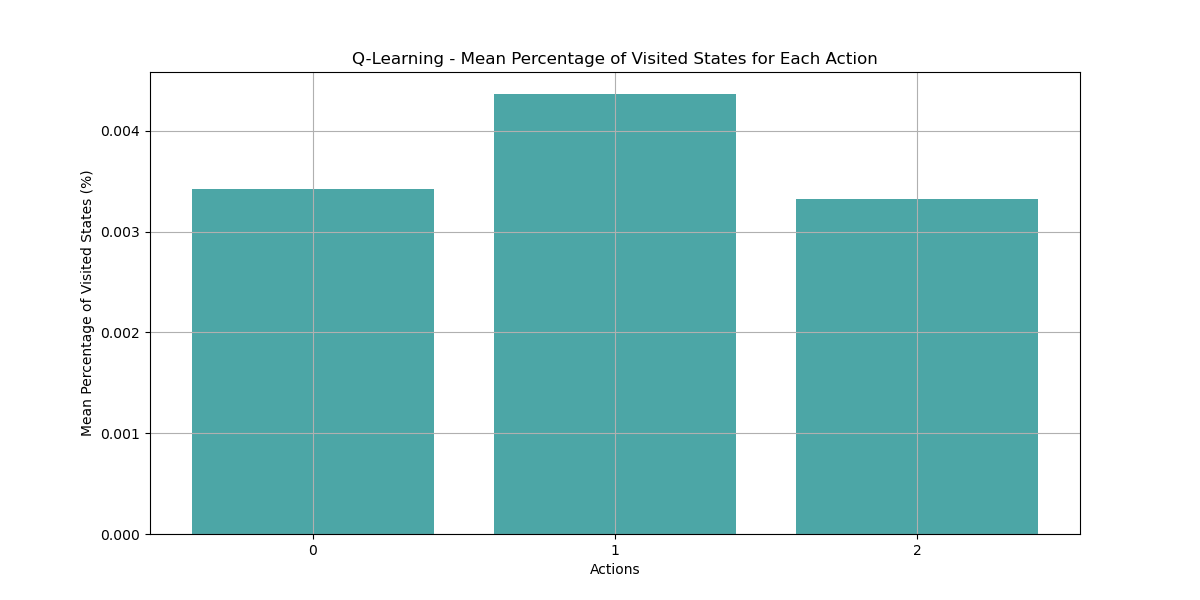 Q-Learning - Mean Percentage of Visited States for Each Action
Mean Percentage of Visited States (%)
0.004
0.003
0.002
0.001
0.000
0 1 2
Actions